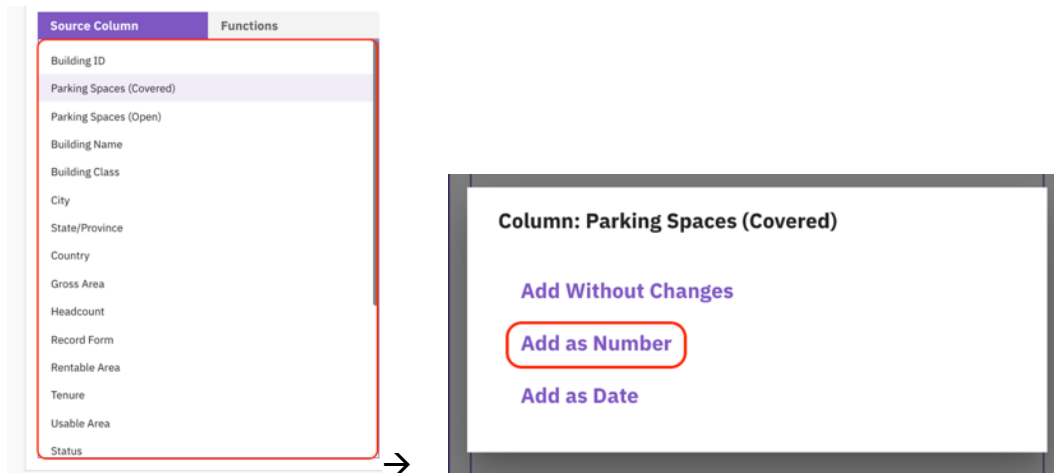 Source Column Functions
Building ID
Parking Spaces (Covered)
Parking Spaces (Open)
Building Name
Building Class
City
State/Province
Country
Gross Area
Headcount
Record Form
Rentable Area
Tenure
Usable Area
Status
→
Column: Parking Spaces (Covered)
Add Without Changes
Add as Number
Add as Date